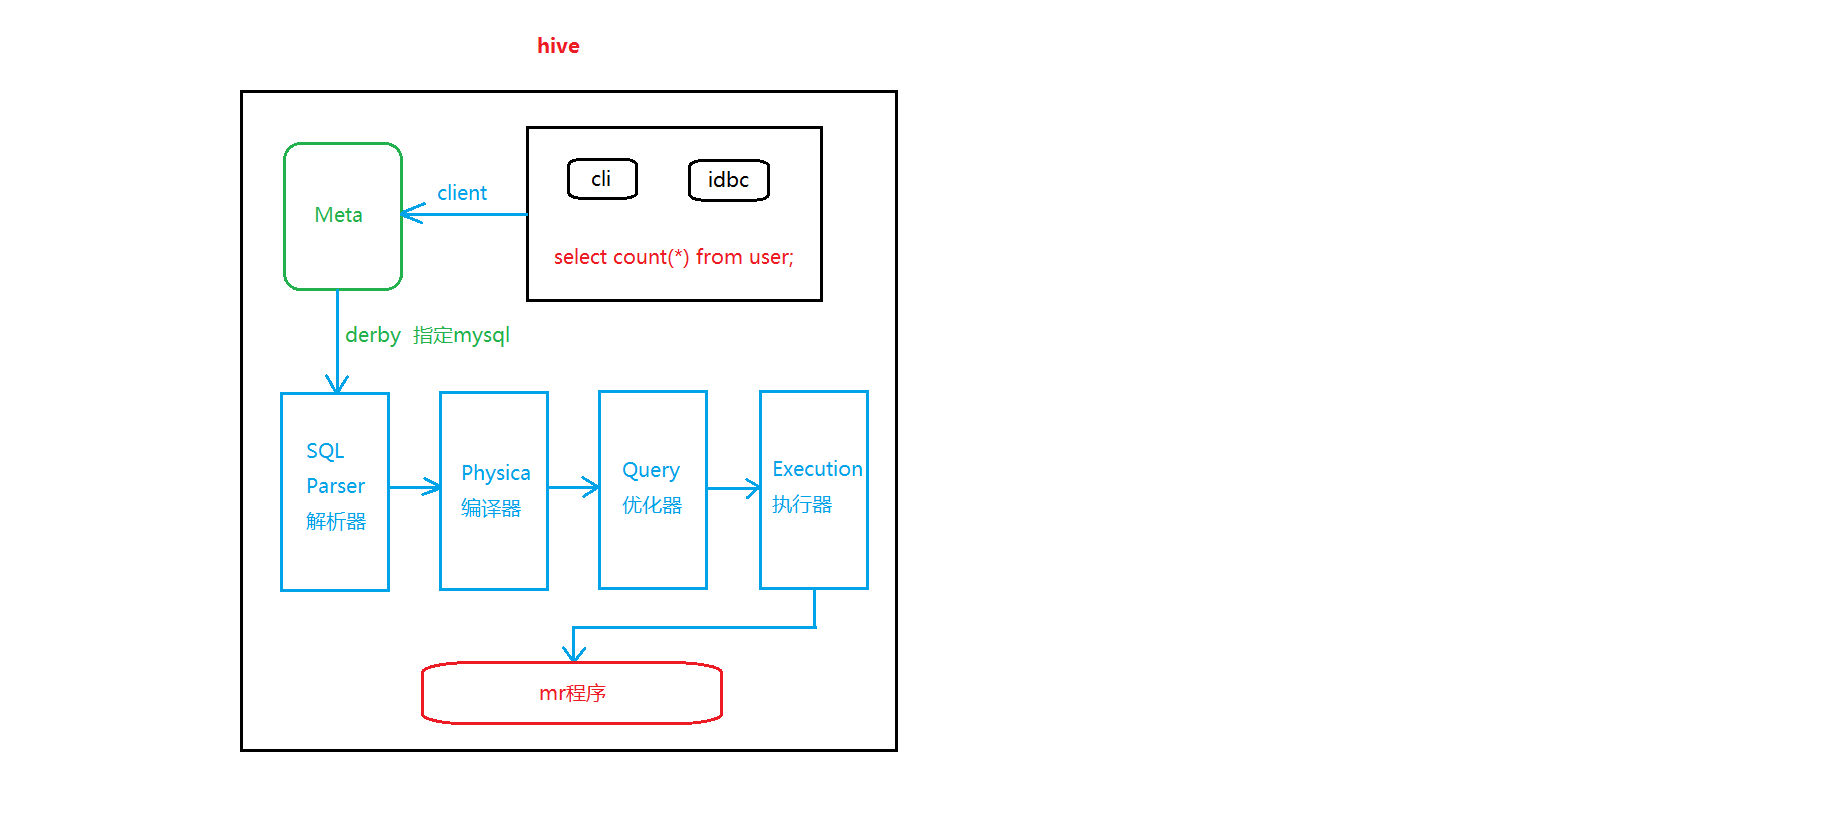 hive
cli
idbc
client
Meta
select count(*) from user;
derby 指定mysql
SQL
Parser
解析器
Physica
编译器
Query
优化器
Execution
执行器
mr程序